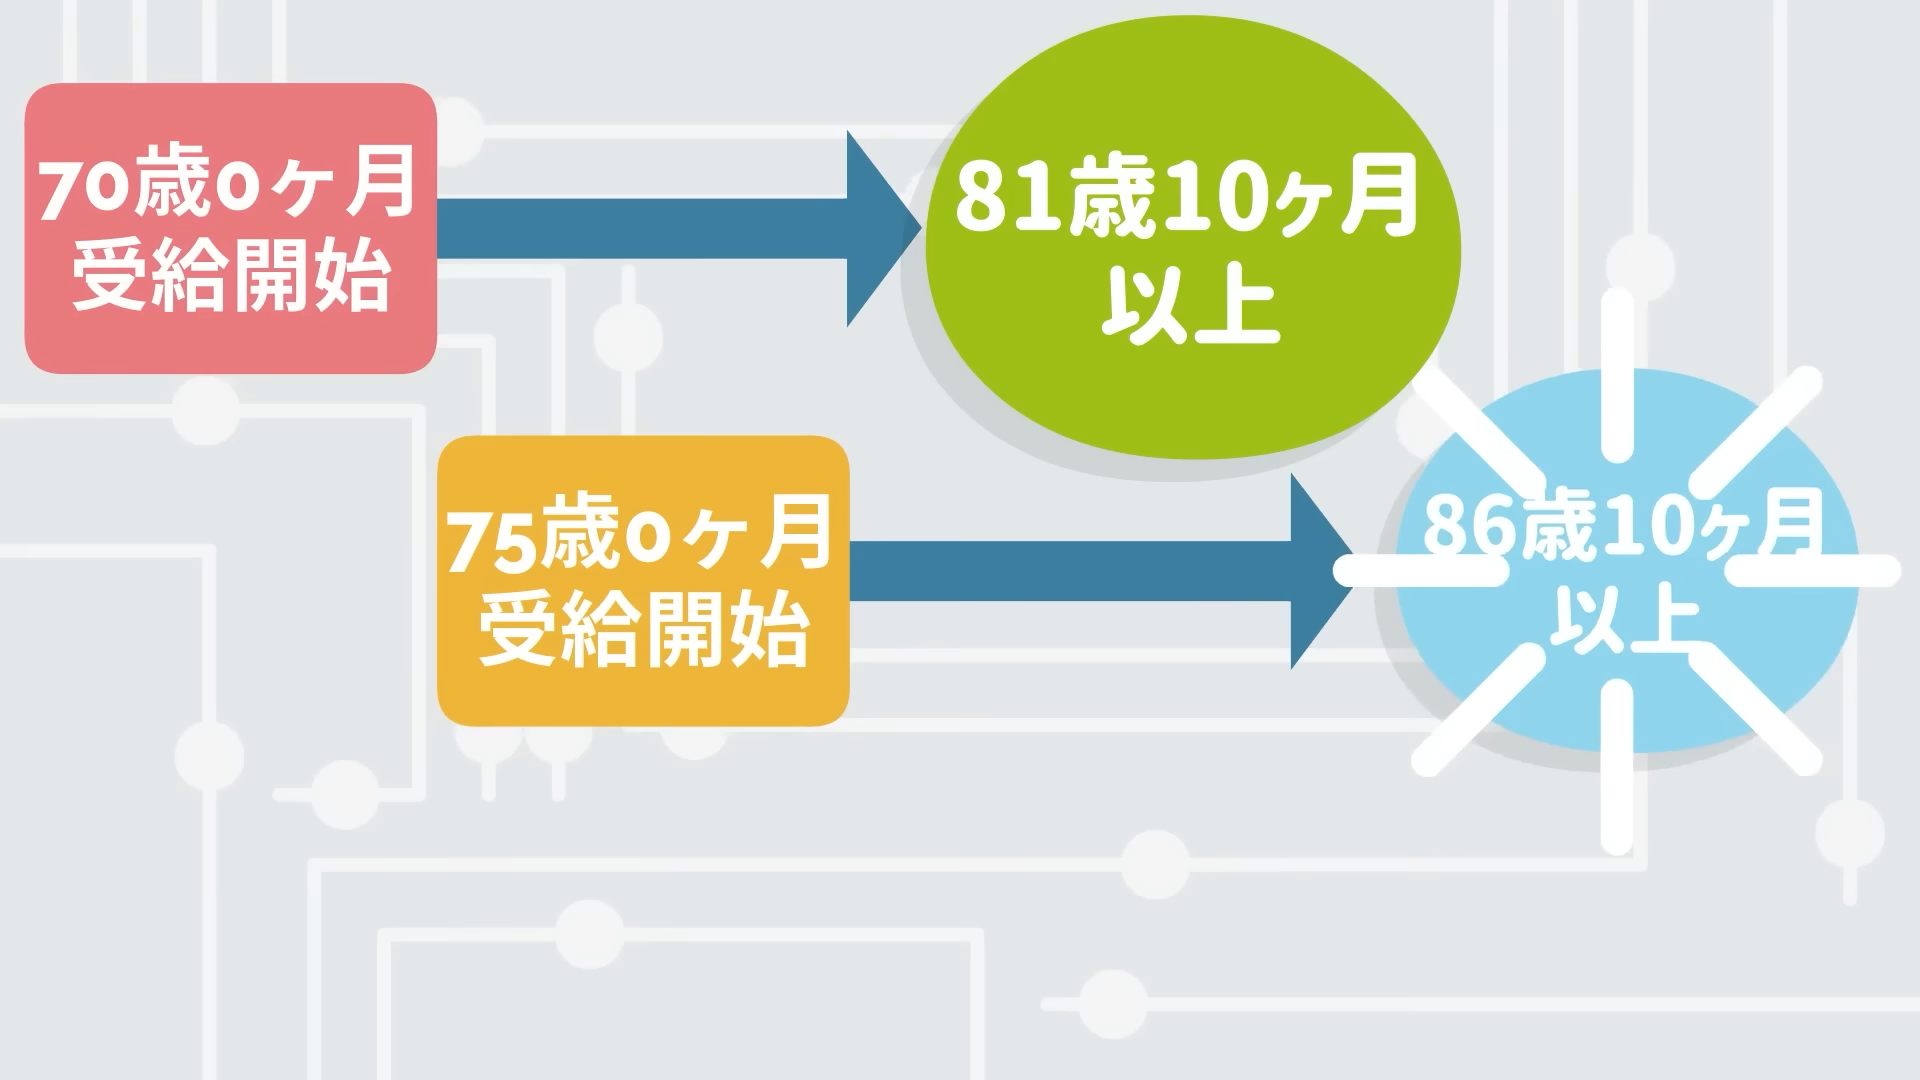 70歳0ヶ月
受給開始
81歳10ヶ月
以上
75歳0ヶ月
受給開始
86歳10ヶ月
以上